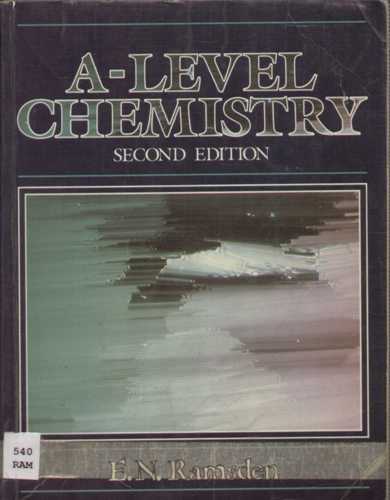 A-LEVEL
CHEMISTRY
SECOND EDITION
540
RAM
E.N. Ramsden